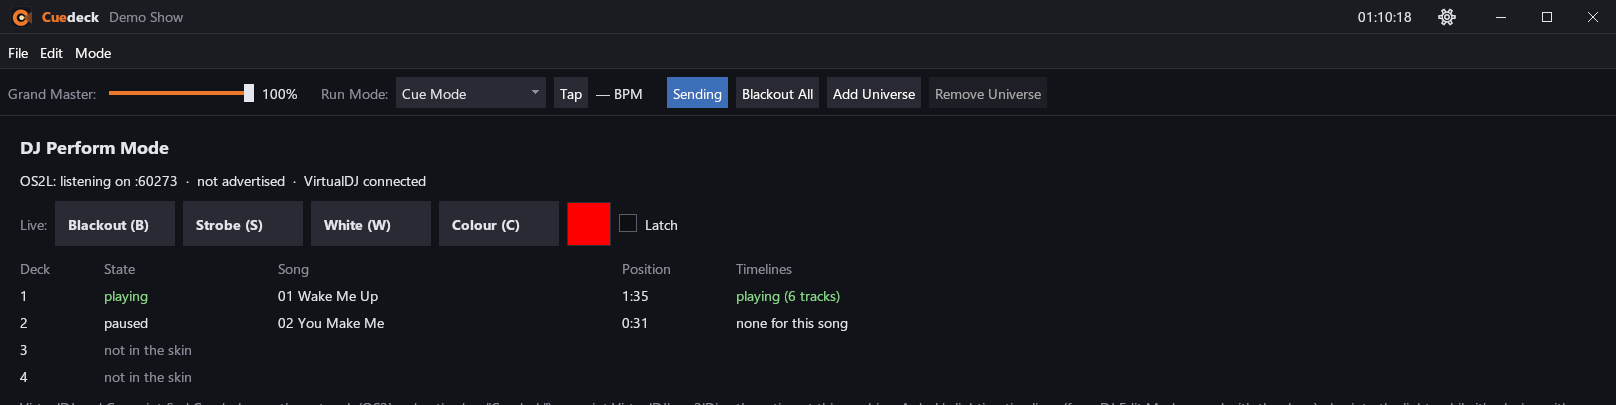 Cuedeck Demo Show 01:10:18
File Edit Mode
Grand Master: 100% Run Mode: Cue Mode Tap — BPM Sending Blackout All Add Universe Remove Universe
DJ Perform Mode
OS2L: listening on :60273 · not advertised · VirtualDJ connected
Live: Blackout (B) Strobe (S) White (W) Colour (C) Latch
Deck State Song Position Timelines
1 playing 01 Wake Me Up 1:35 playing (6 tracks)
2 paused 02 You Make Me 0:31 none for this song
3 not in the skin
4 not in the skin